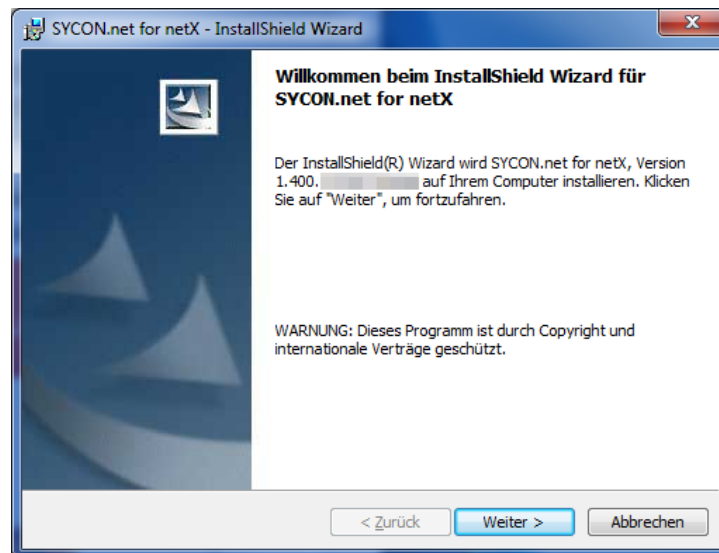 SYCON.net for netX - InstallShield Wizard
Willkommen beim InstallShield Wizard für
SYCON.net for netX
Der InstallShield(R) Wizard wird SYCON.net for netX, Version
1.400. auf Ihrem Computer installieren. Klicken
Sie auf "Weiter", um fortzufahren.
WARNUNG: Dieses Programm ist durch Copyright und
internationale Verträge geschützt.
< Zurück Weiter > Abbrechen